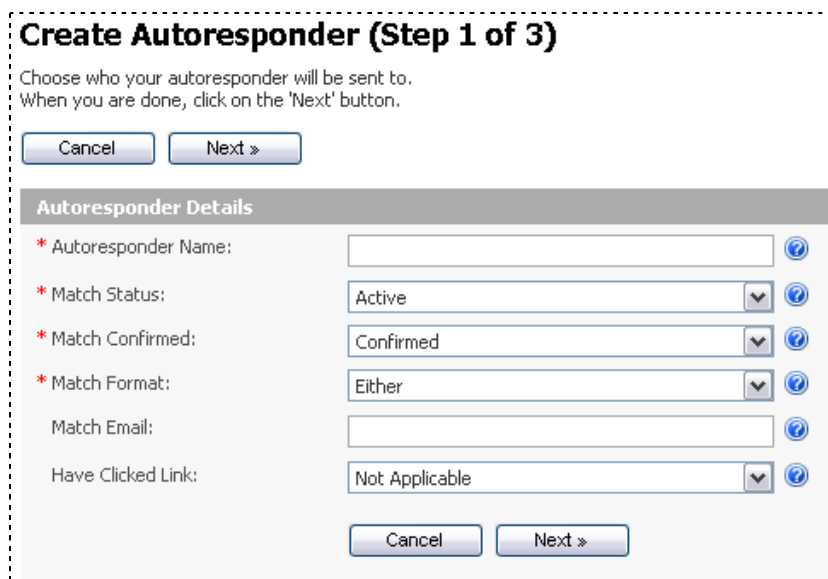 Create Autoresponder (Step 1 of 3)
Choose who your autoresponder will be sent to.
When you are done, click on the 'Next' button.
Cancel Next »
Autoresponder Details
* Autoresponder Name:
* Match Status: Active
* Match Confirmed: Confirmed
* Match Format: Either
Match Email:
Have Clicked Link: Not Applicable
Cancel Next »